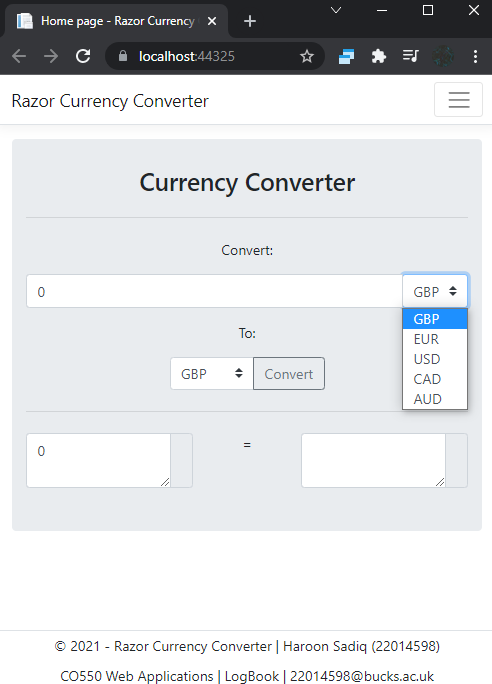 Home page - Razor Currency
localhost:44325
Razor Currency Converter
Currency Converter
Convert:
0 GBP
GBP
EUR
USD
CAD
AUD
To:
GBP Convert
0 =
© 2021 - Razor Currency Converter | Haroon Sadiq (22014598)
CO550 Web Applications | LogBook | 22014598@bucks.ac.uk